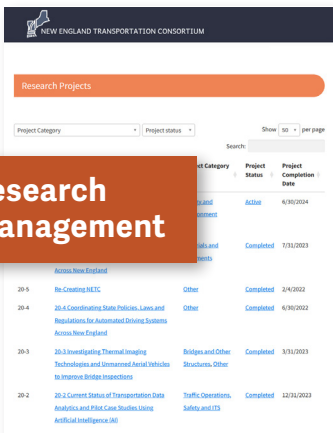 NEW ENGLAND TRANSPORTATION CONSORTIUM
Research Projects
Project Category
Project status
Show 50 per page
Search:
Project
Project
Status
Completion
Date
Active 6/30/2024
esearch
anagement
Completed 7/31/2023
Across New England
20-5 Re-Creating NETC Other Completed 2/4/2022
20-4 20-4 Coordinating State Policies, Laws and Other Completed 6/30/2022
Regulations for Automated Driving Systems
Across New England
20-3 20-3 Investigating Thermal Imaging Bridges and Other Completed 3/31/2023
Technologies and Unmanned Aerial Vehicles Structures, Other
to Improve Bridge Inspections
20-2 20-2 Current Status of Transportation Data Traffic Operations, Completed 12/31/2023
Analytics and Pilot Case Studies Using Safety and ITS
Artificial Intelligence (AI)